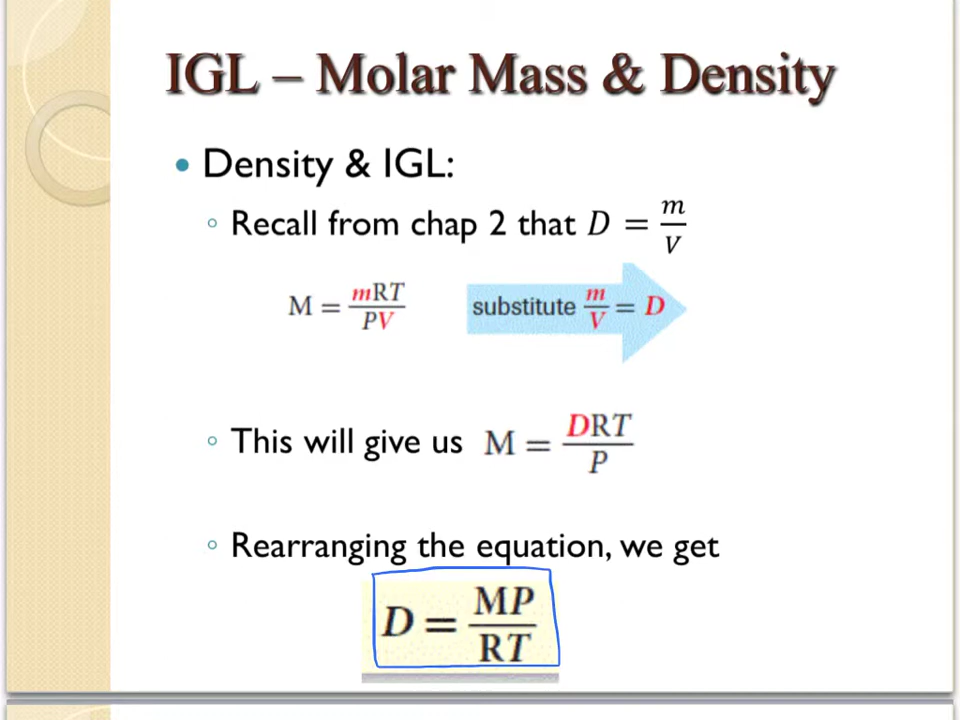 IGL – Molar Mass & Density
• Density & IGL:
◦ Recall from chap 2 that D = m/V
M = mRT/PV
substitute m/V = D
◦ This will give us M = DRT/P
◦ Rearranging the equation, we get
D = MP/RT